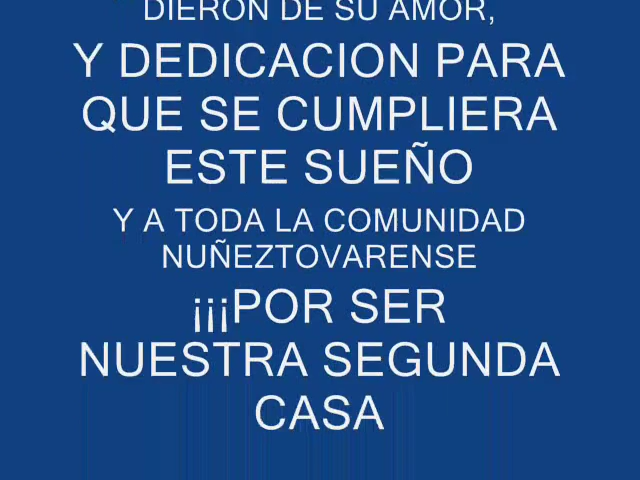 DIERON DE SU AMOR,
Y DEDICACION PARA
QUE SE CUMPLIERA
ESTE SUEÑO
Y A TODA LA COMUNIDAD
NUÑEZTOVARENSE
¡¡¡POR SER
NUESTRA SEGUNDA
CASA